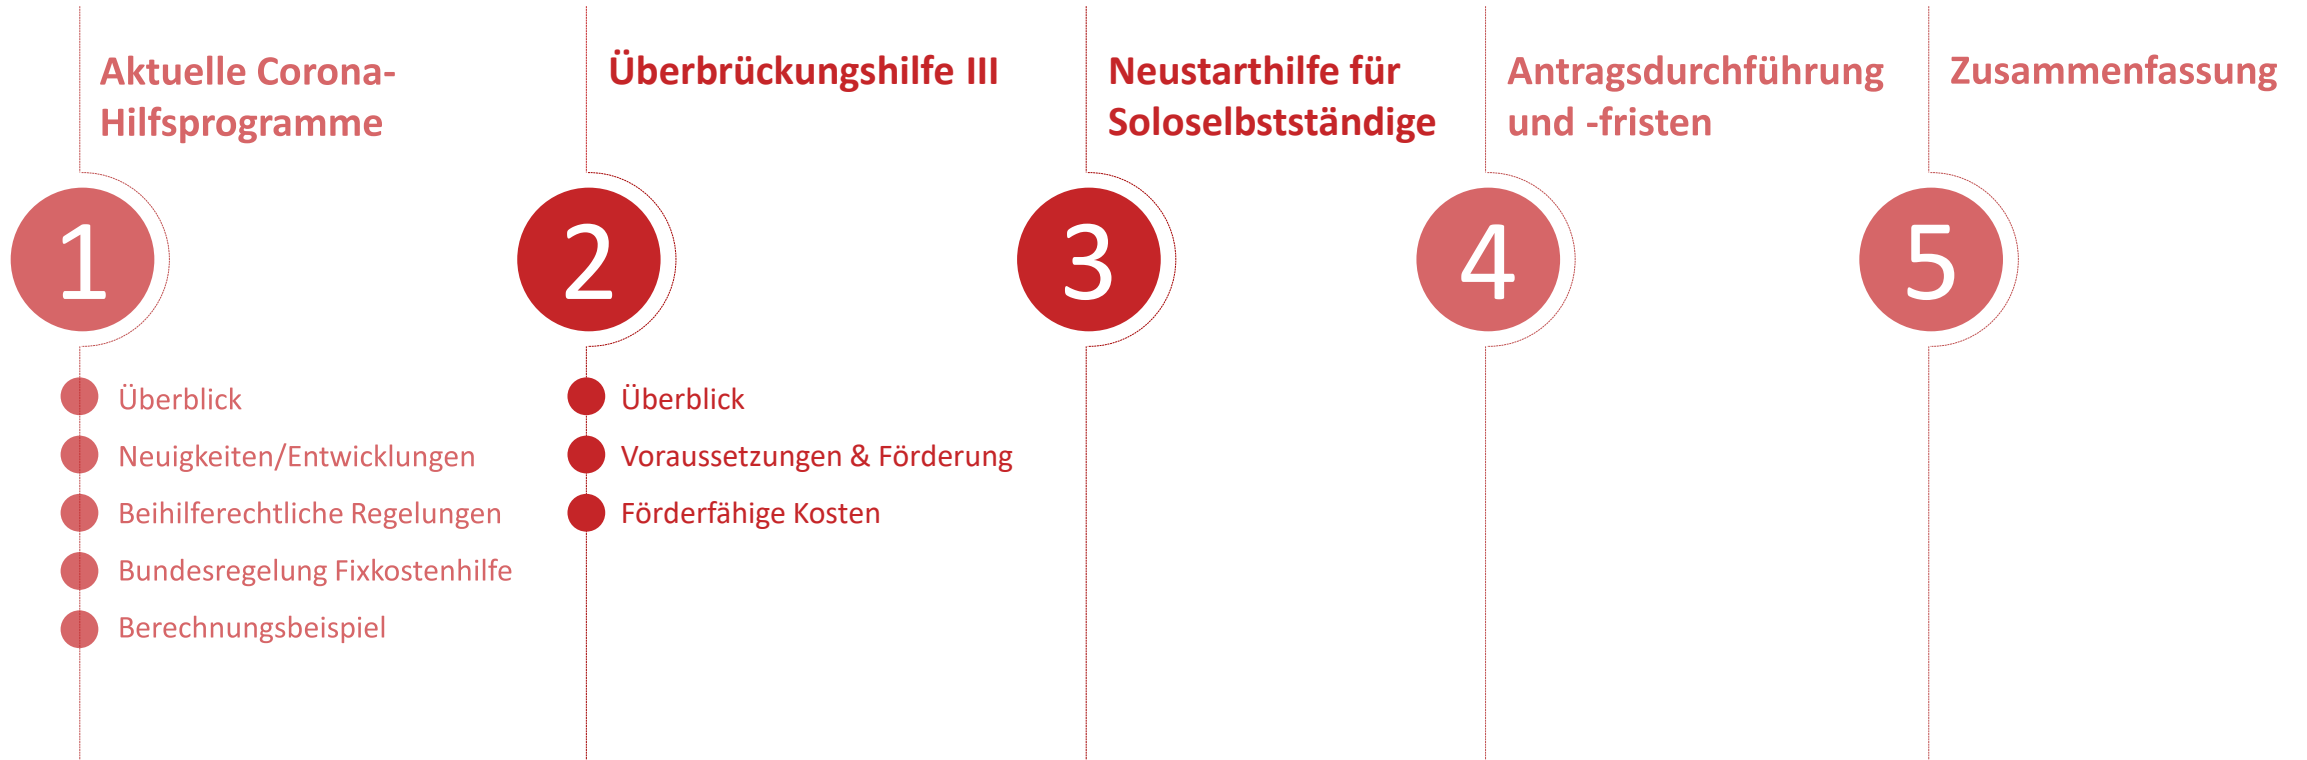 Aktuelle Corona-
Hilfsprogramme
1
Überblick
Neuigkeiten/Entwicklungen
Beihilferechtliche Regelungen
Bundesregelung Fixkostenhilfe
Berechnungsbeispiel
Überbrückungshilfe III
2
Überblick
Voraussetzungen & Förderung
Förderfähige Kosten
Neustarthilfe für
Soloselbstständige
3
Antragsdurchführung
und -fristen
4
Zusammenfassung
5